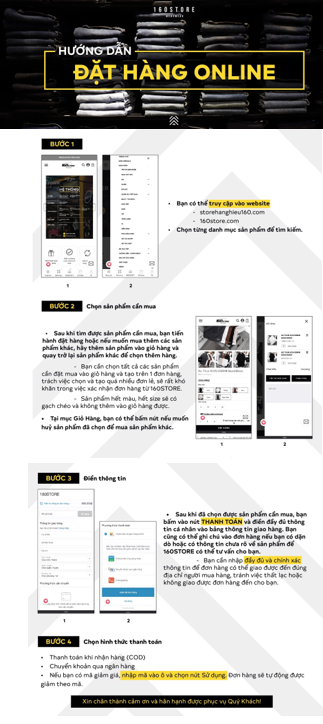 160STORE
HƯỚNG DẪN
ĐẶT HÀNG ONLINE
BƯỚC 1
• Bạn có thể truy cập vào website
- storehanghieu160.com
- 160store.com
• Chọn từng danh mục sản phẩm để tìm kiếm.
1
2
BƯỚC 2
Chọn sản phẩm cần mua
• Sau khi tìm được sản phẩm cần mua, bạn tiến
hành đặt hàng hoặc nếu muốn mua thêm các sản
phẩm khác, hãy thêm sản phẩm vào giỏ hàng và
quay trở lại sản phẩm khác để chọn thêm hàng.
- Bạn cần chọn tất cả các sản phẩm
cần đặt mua vào giỏ hàng và tạo trên 1 đơn hàng,
trách việc chọn và tạo quá nhiều đơn lẻ, sẽ rất khó
khăn trong việc xác nhận đơn hàng từ 160STORE.
- Sản phẩm hết màu, hết size sẽ có
gạch chéo và không thêm vào giỏ hàng được.
• Tại mục Giỏ Hàng, bạn có thể bấm nút nếu muốn
huỷ sản phẩm đã chọn để mua sản phẩm khác.
1
2
BƯỚC 3
Điền thông tin
160STORE
• Sau khi đã chọn được sản phẩm cần mua, bạn
bấm vào nút THANH TOÁN và điền đầy đủ thông
tin cá nhân vào bảng thông tin giao hàng. Bạn
cũng có thể ghi chú vào đơn hàng nếu bạn có dặn
dò hoặc có thông tin chưa rõ về sản phẩm để
160STORE có thể tư vấn cho bạn.
- Bạn cần nhập đầy đủ và chính xác
thông tin để đơn hàng có thể giao được đến đúng
địa chỉ người mua hàng, tránh việc thất lạc hoặc
không giao được đơn hàng đến cho bạn.
1
2
BƯỚC 4
Chọn hình thức thanh toán
• Thanh toán khi nhận hàng (COD)
• Chuyển khoản qua ngân hàng
• Nếu bạn có mã giảm giá, nhập mã vào ô và chọn nút Sử dụng. Đơn hàng sẽ tự động được
giảm theo mã.
Xin chân thành cảm ơn và hân hạnh được phục vụ Quý Khách!